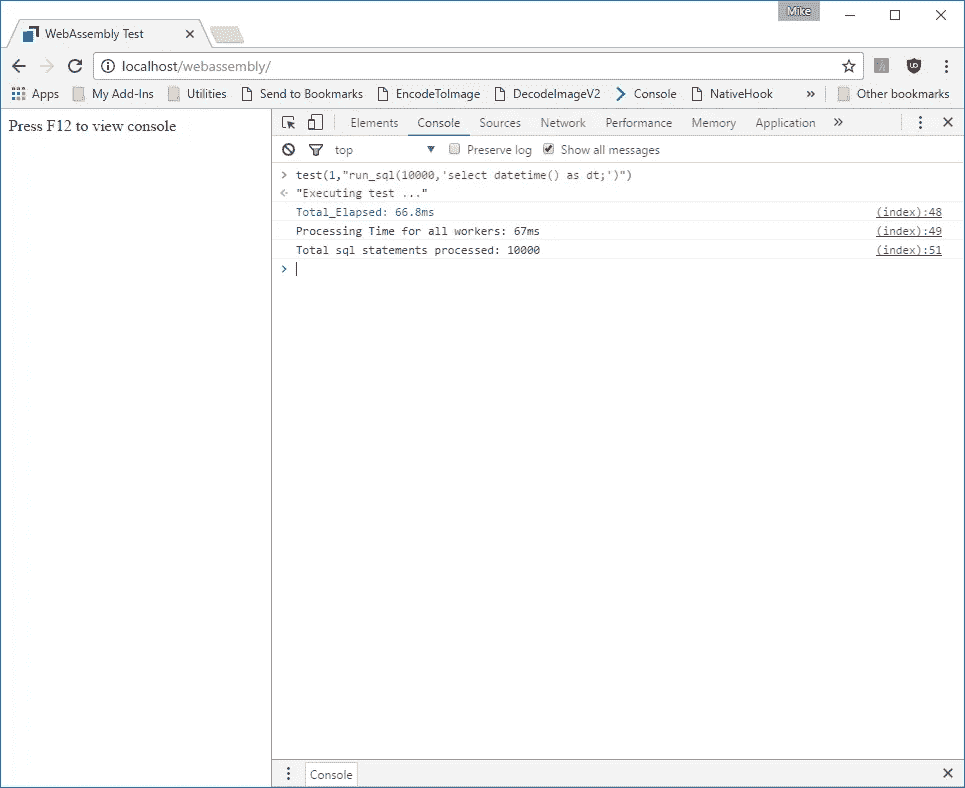 Mike
WebAssembly Test
localhost/webassembly/
Apps My Add-Ins Utilities Send to Bookmarks EncodeToImage DecodeImageV2 Console NativeHook » Other bookmarks
Press F12 to view console
Elements Console Sources Network Performance Memory Application »
top Preserve log Show all messages
> test(1,"run_sql(10000,'select datetime() as dt;')")
"Executing test ..."
Total_Elapsed: 66.8ms (index):48
Processing Time for all workers: 67ms (index):49
Total sql statements processed: 10000 (index):51
>
Console